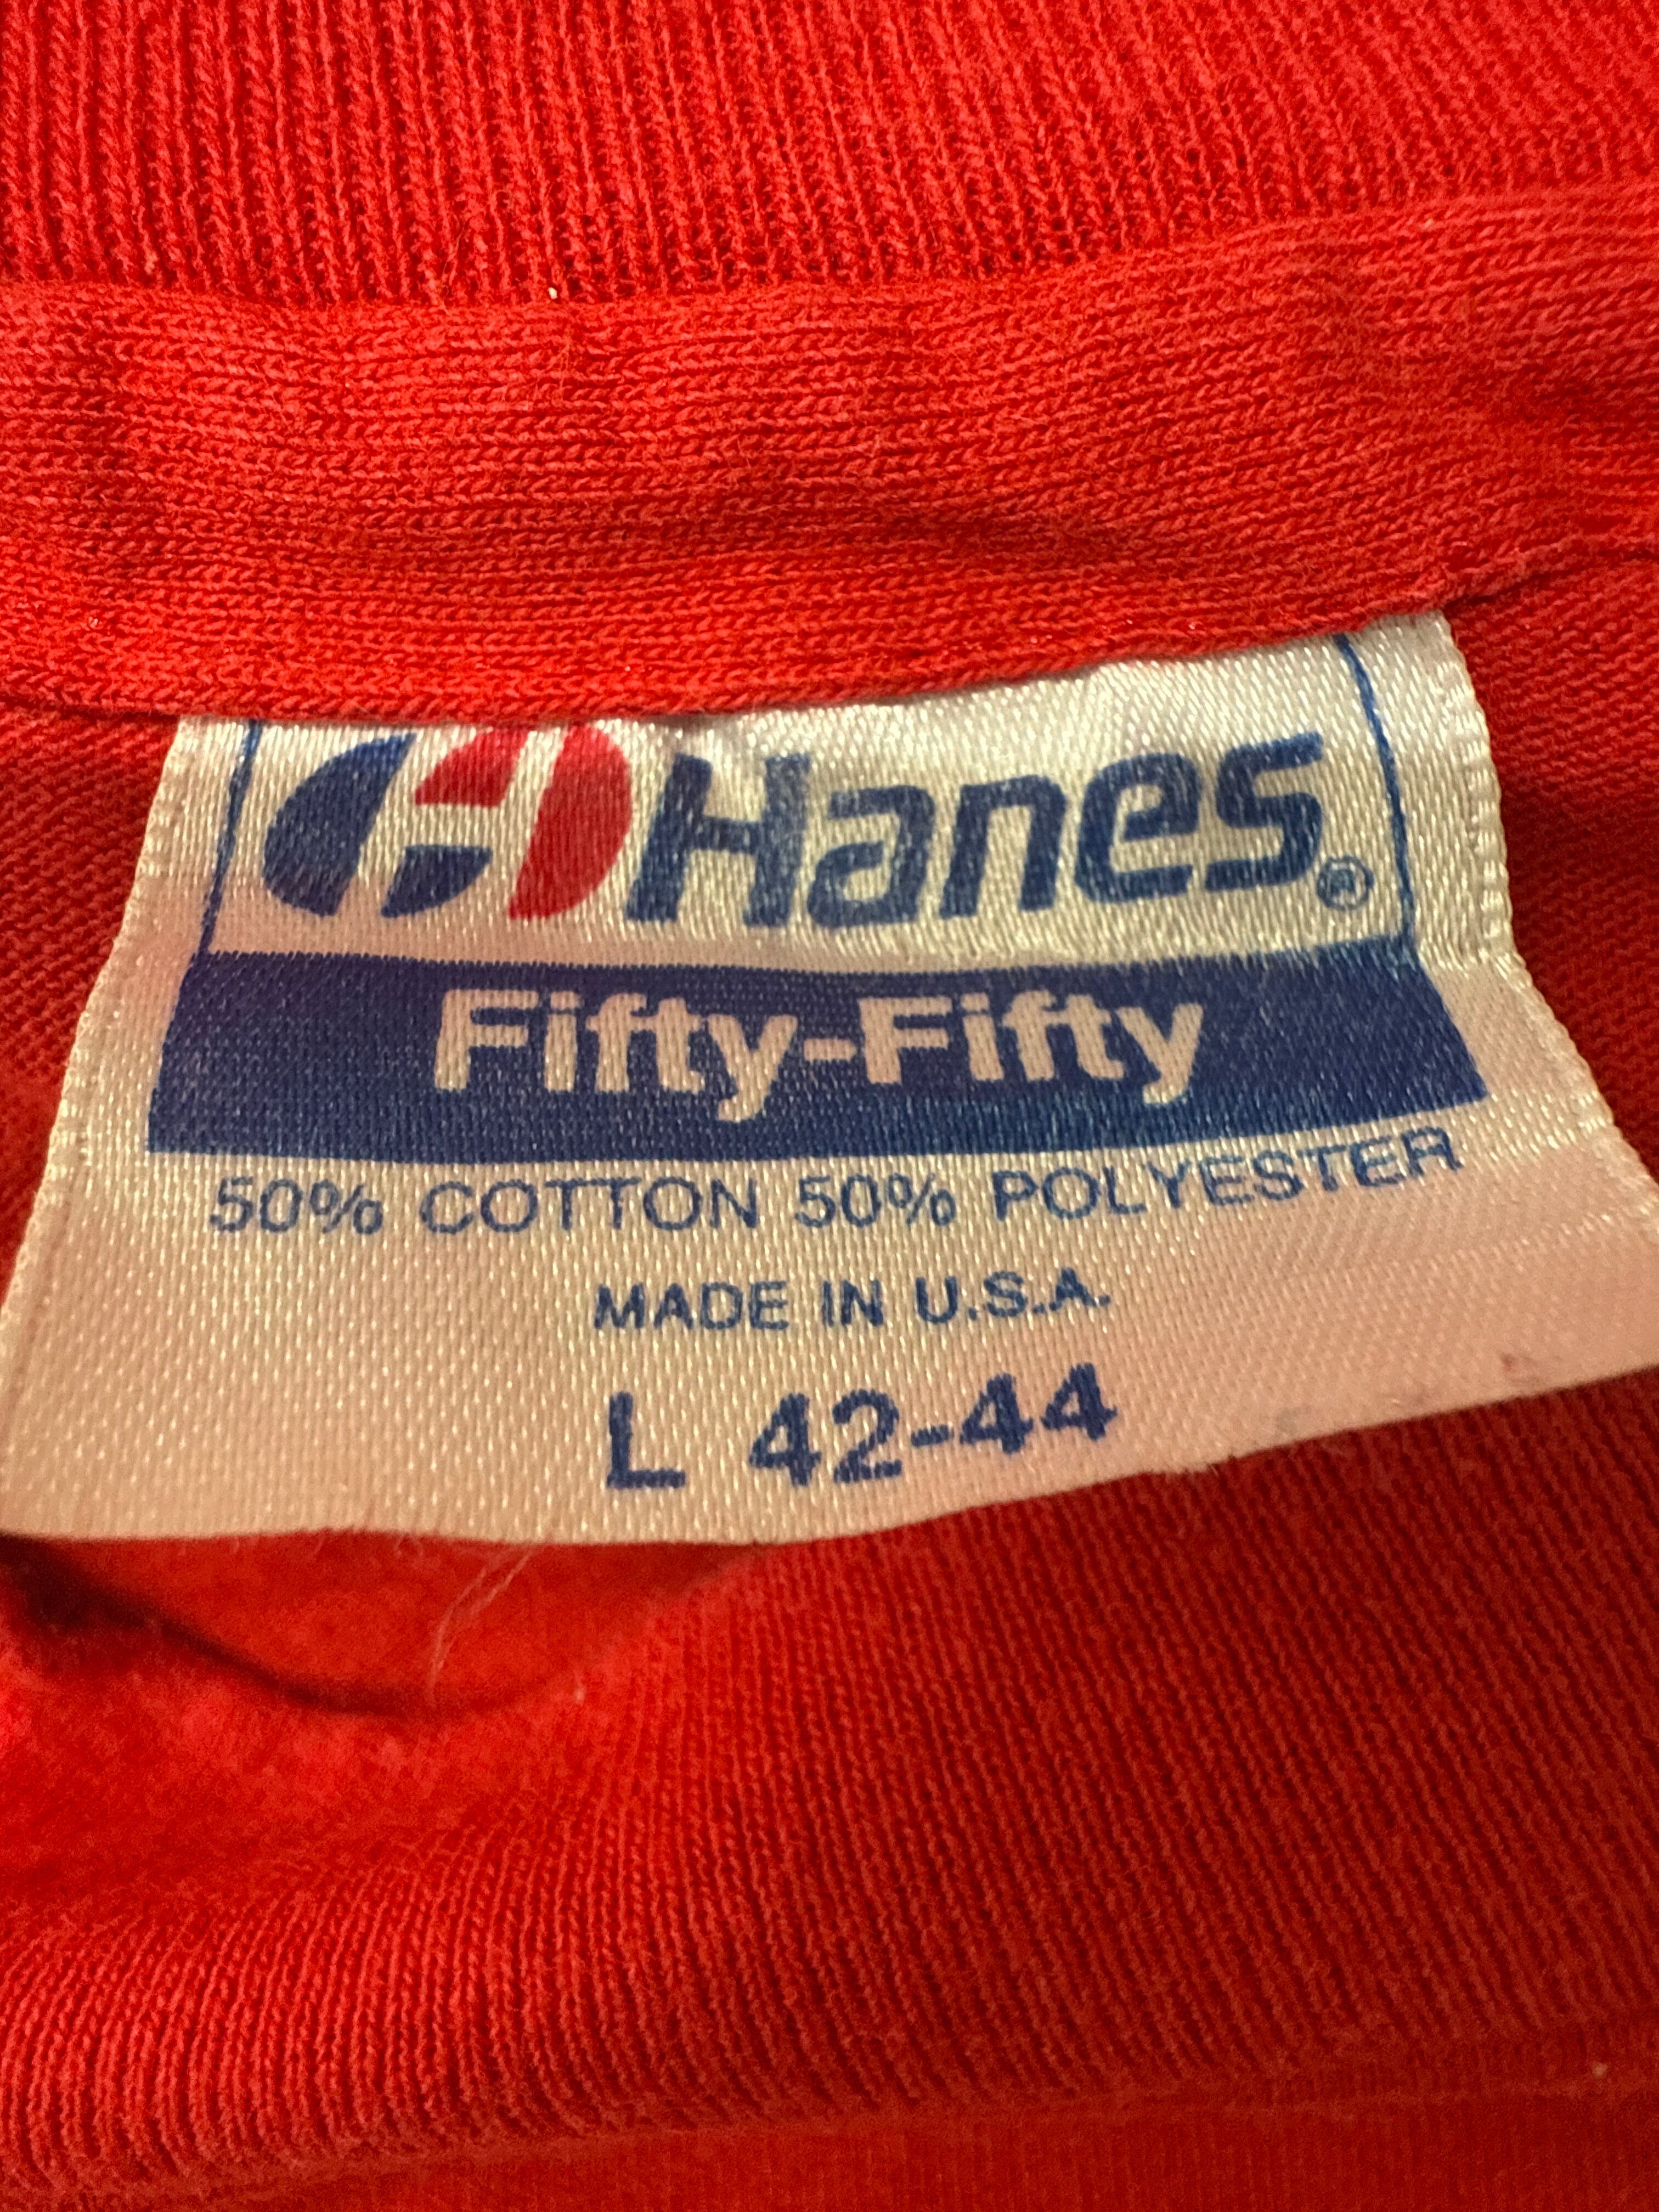 Hanes®
Fifty-Fifty
50% COTTON 50% POLYESTER
MADE IN U.S.A.
L 42-44